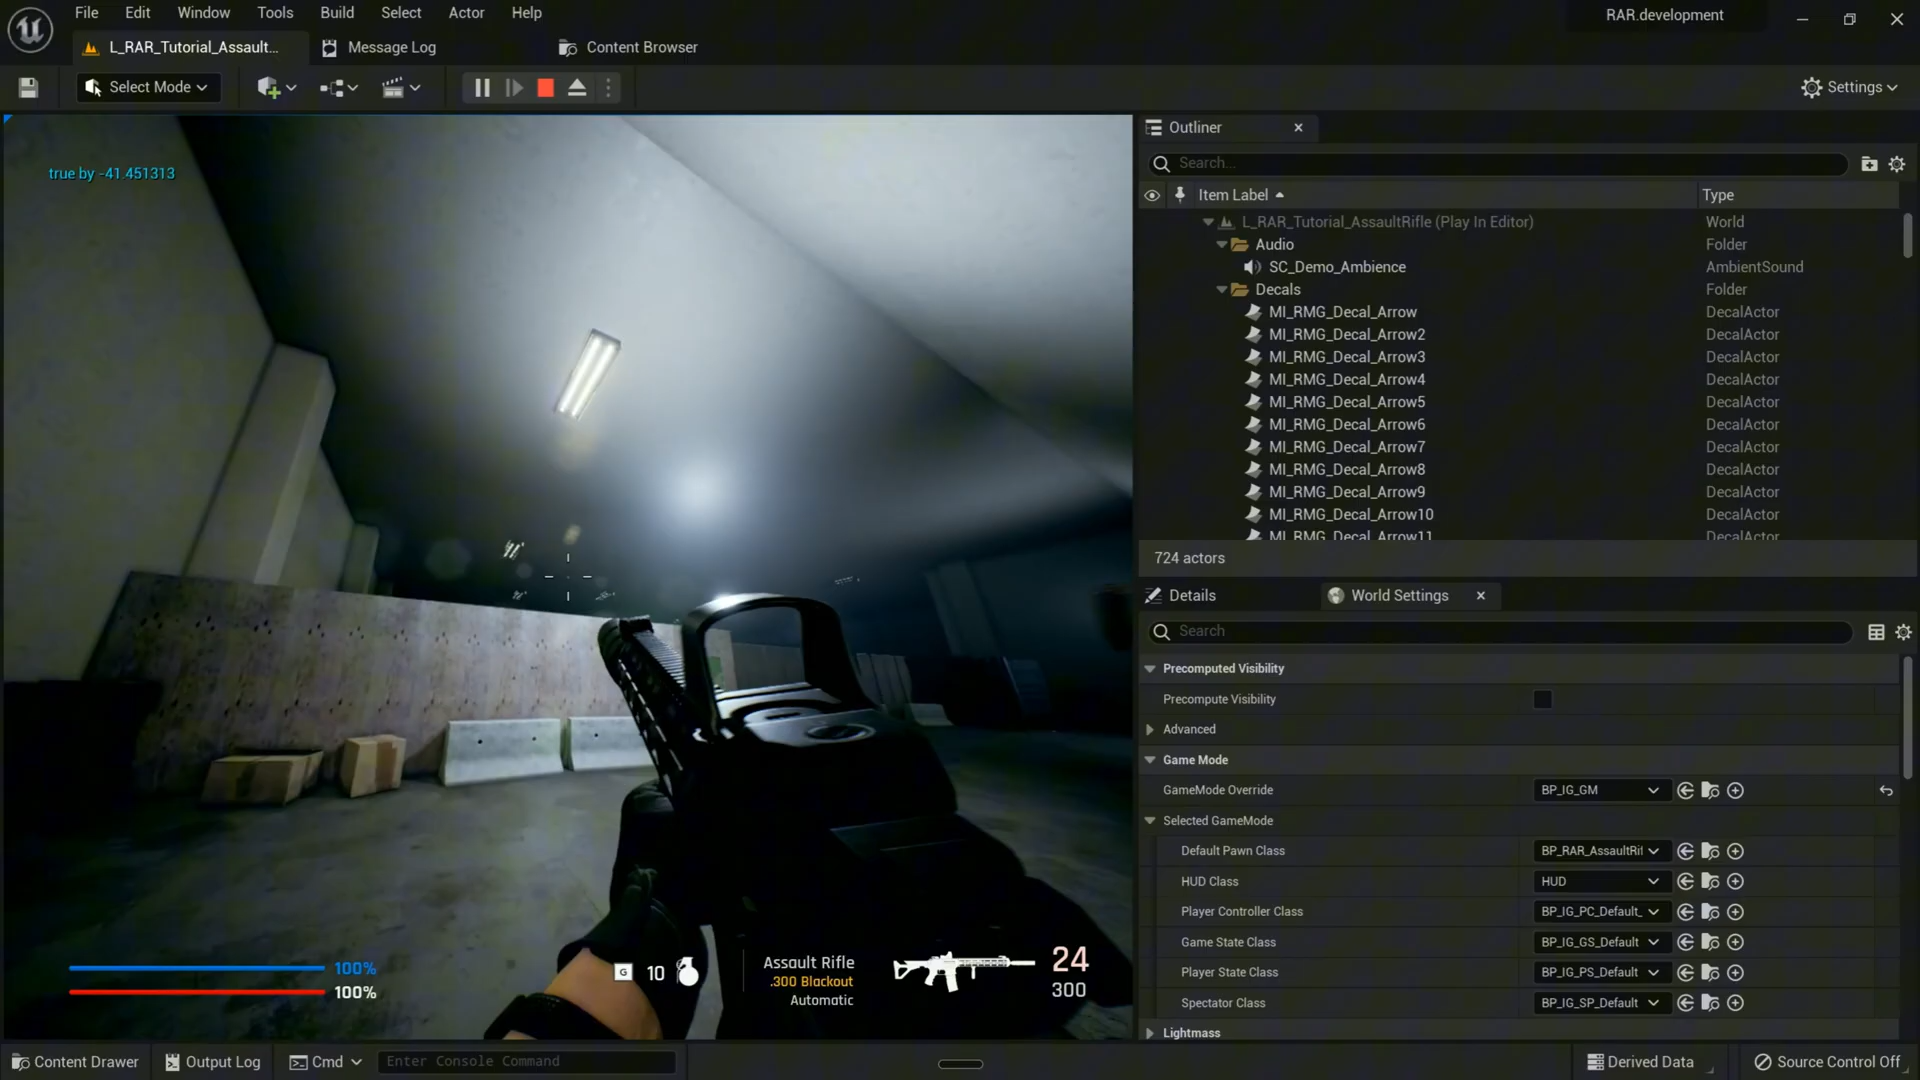 File Edit Window Tools Build Select Actor Help
RAR.development
L_RAR_Tutorial_Assault...
Message Log
Content Browser
Select Mode
Settings
true by -41.451313
Outliner
Search...
Item Label
Type
L_RAR_Tutorial_AssaultRifle (Play In Editor) World
Audio Folder
SC_Demo_Ambience AmbientSound
Decals Folder
MI_RMG_Decal_Arrow DecalActor
MI_RMG_Decal_Arrow2 DecalActor
MI_RMG_Decal_Arrow3 DecalActor
MI_RMG_Decal_Arrow4 DecalActor
MI_RMG_Decal_Arrow5 DecalActor
MI_RMG_Decal_Arrow6 DecalActor
MI_RMG_Decal_Arrow7 DecalActor
MI_RMG_Decal_Arrow8 DecalActor
MI_RMG_Decal_Arrow9 DecalActor
MI_RMG_Decal_Arrow10 DecalActor
MI_RMG_Decal_Arrow11 DecalActor
724 actors
Details
World Settings
Search
Precomputed Visibility
Precompute Visibility
Advanced
Game Mode
GameMode Override BP_IG_GM
Selected GameMode
Default Pawn Class BP_RAR_AssaultRif
HUD Class HUD
Player Controller Class BP_IG_PC_Default_
Game State Class BP_IG_GS_Default
Player State Class BP_IG_PS_Default
Spectator Class BP_IG_SP_Default
Lightmass
100%
100%
G 10
Assault Rifle
.300 Blackout
Automatic
24
300
Content Drawer
Output Log
Cmd
Enter Console Command
Derived Data
Source Control Off